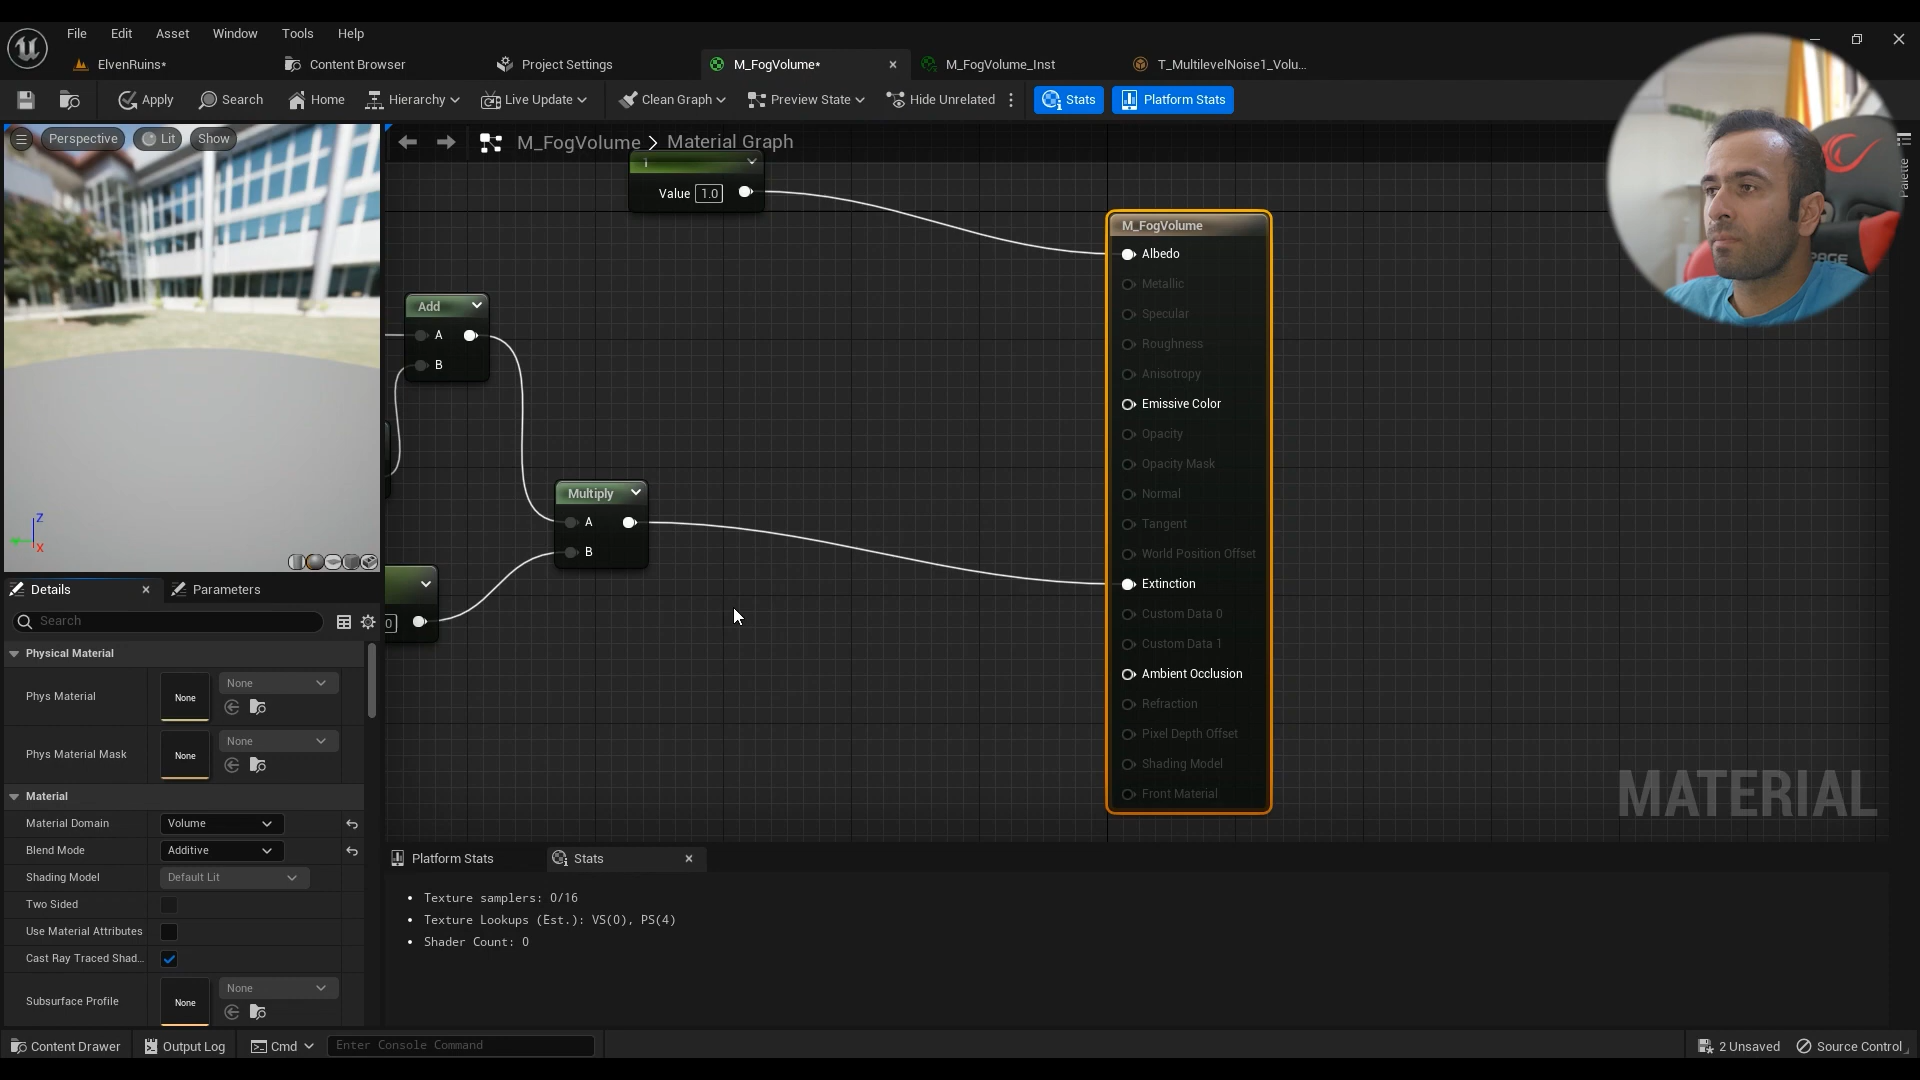 File Edit Asset Window Tools Help
ElvenRuins* Content Browser Project Settings M_FogVolume* M_FogVolume_Inst T_MultilevelNoise1_Volu...
Apply Search Home Hierarchy Live Update Clean Graph Preview State Hide Unrelated Stats Platform Stats
Perspective Lit Show
M_FogVolume > Material Graph
Palette
Value 1.0
M_FogVolume
Albedo
Metallic
Specular
Roughness
Anisotropy
Emissive Color
Opacity
Opacity Mask
Normal
Tangent
World Position Offset
Extinction
Custom Data 0
Custom Data 1
Ambient Occlusion
Refraction
Pixel Depth Offset
Shading Model
Front Material
Add
A
B
Multiply
A
B
0
MATERIAL
Z
X
Details Parameters
Search
Physical Material
Phys Material None None
Phys Material Mask None None
Material
Material Domain Volume
Blend Mode Additive
Shading Model Default Lit
Two Sided
Use Material Attributes
Cast Ray Traced Shad...
Subsurface Profile None None
Platform Stats Stats
• Texture samplers: 0/16
• Texture Lookups (Est.): VS(0), PS(4)
• Shader Count: 0
Content Drawer Output Log Cmd Enter Console Command 2 Unsaved Source Control